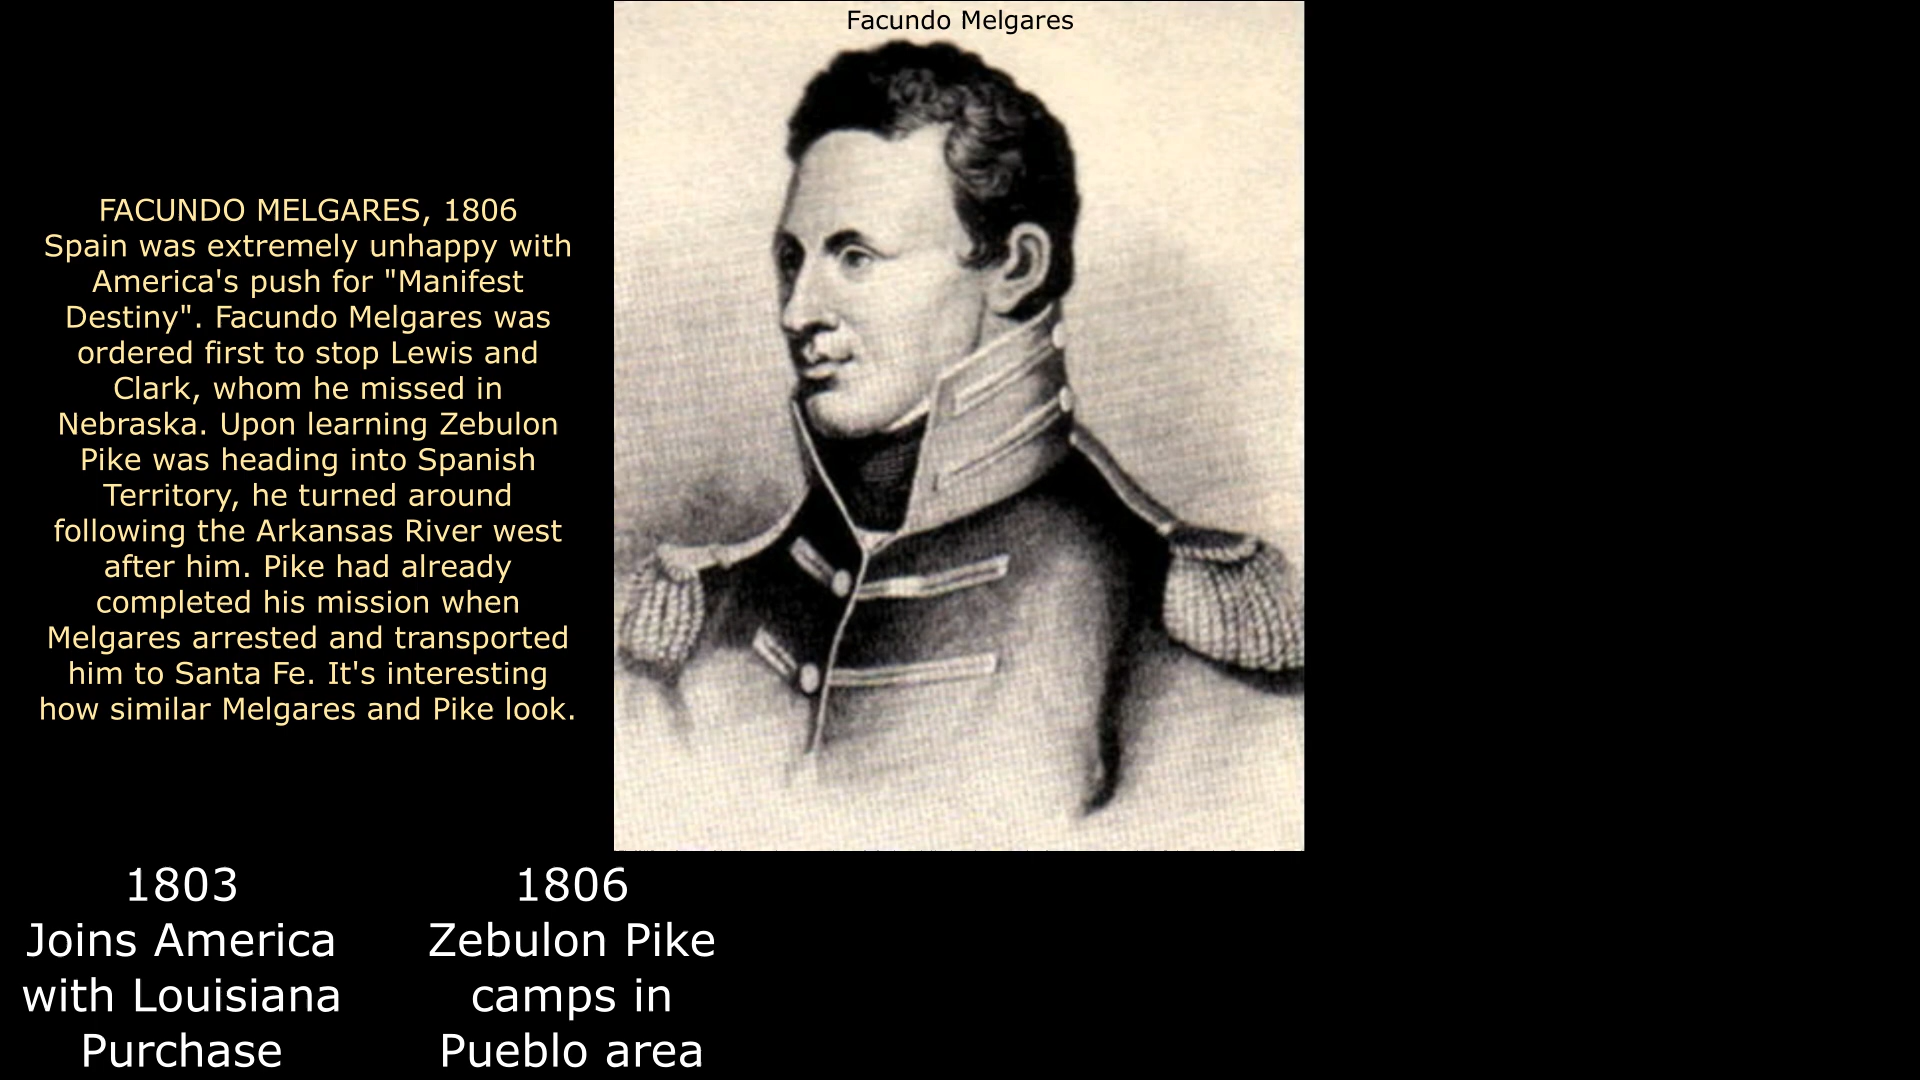 Facundo Melgares
FACUNDO MELGARES, 1806
Spain was extremely unhappy with
America's push for "Manifest
Destiny". Facundo Melgares was
ordered first to stop Lewis and
Clark, whom he missed in
Nebraska. Upon learning Zebulon
Pike was heading into Spanish
Territory, he turned around
following the Arkansas River west
after him. Pike had already
completed his mission when
Melgares arrested and transported
him to Santa Fe. It's interesting
how similar Melgares and Pike look.
1803
Joins America
with Louisiana
Purchase
1806
Zebulon Pike
camps in
Pueblo area